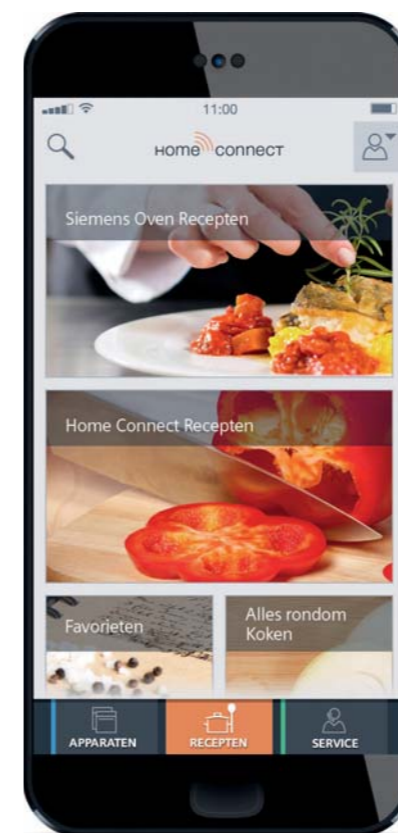 11:00
HOME CONNECT
Siemens Oven Recepten
Home Connect Recepten
Favorieten
Alles rondom
Koken
APPARATEN
RECEPTEN
SERVICE